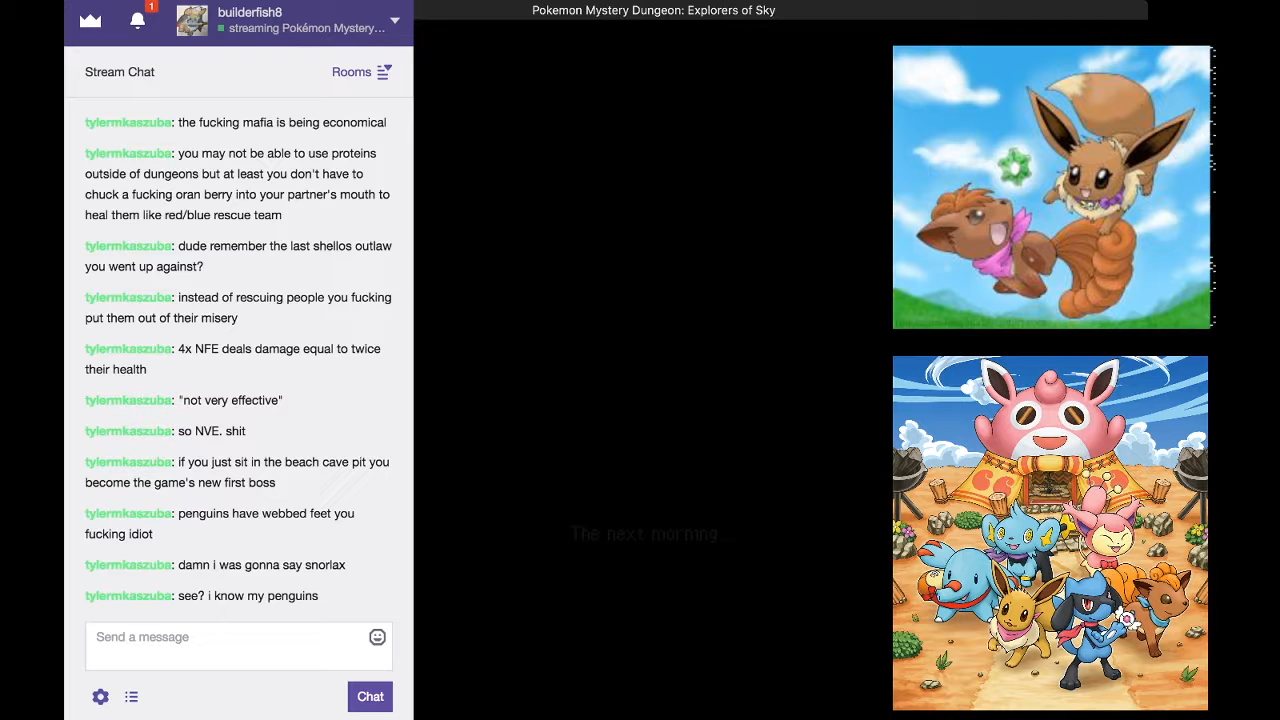 1
builderfish8
streaming Pokémon Mystery...
Pokemon Mystery Dungeon: Explorers of Sky
Stream Chat
Rooms
tylermkaszuba: the fucking mafia is being economical
tylermkaszuba: you may not be able to use proteins
outside of dungeons but at least you don't have to
chuck a fucking oran berry into your partner's mouth to
heal them like red/blue rescue team
tylermkaszuba: dude remember the last shellos outlaw
you went up against?
tylermkaszuba: instead of rescuing people you fucking
put them out of their misery
tylermkaszuba: 4x NFE deals damage equal to twice
their health
tylermkaszuba: "not very effective"
tylermkaszuba: so NVE. shit
tylermkaszuba: if you just sit in the beach cave pit you
become the game's new first boss
tylermkaszuba: penguins have webbed feet you
fucking idiot
tylermkaszuba: damn i was gonna say snorlax
tylermkaszuba: see? i know my penguins
Send a message
Chat
The next morning...